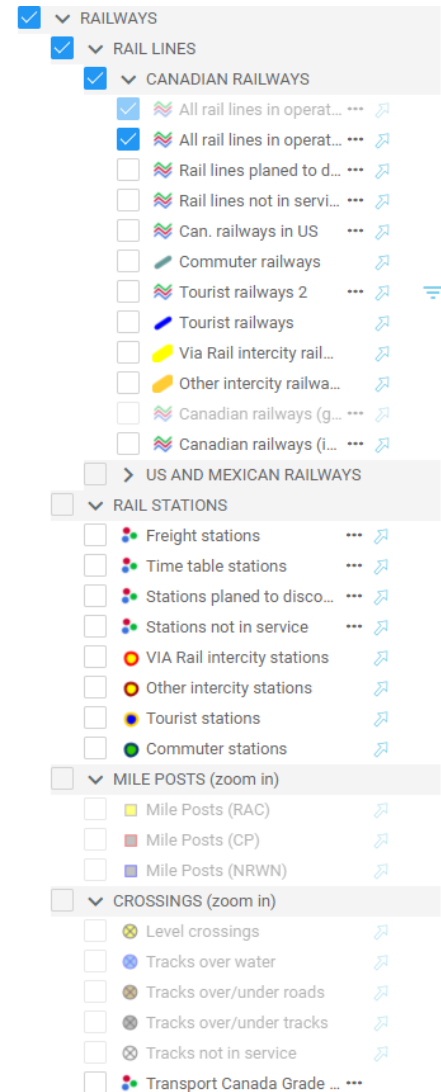 RAILWAYS
RAIL LINES
CANADIAN RAILWAYS
All rail lines in operat...
All rail lines in operat...
Rail lines planed to d...
Rail lines not in servi...
Can. railways in US
Commuter railways
Tourist railways 2
Tourist railways
Via Rail intercity rail...
Other intercity railwa...
Canadian railways (g...
Canadian railways (i...
US AND MEXICAN RAILWAYS
RAIL STATIONS
Freight stations
Time table stations
Stations planed to disco...
Stations not in service
VIA Rail intercity stations
Other intercity stations
Tourist stations
Commuter stations
MILE POSTS (zoom in)
Mile Posts (RAC)
Mile Posts (CP)
Mile Posts (NRWN)
CROSSINGS (zoom in)
Level crossings
Tracks over water
Tracks over/under roads
Tracks over/under tracks
Tracks not in service
Transport Canada Grade ...